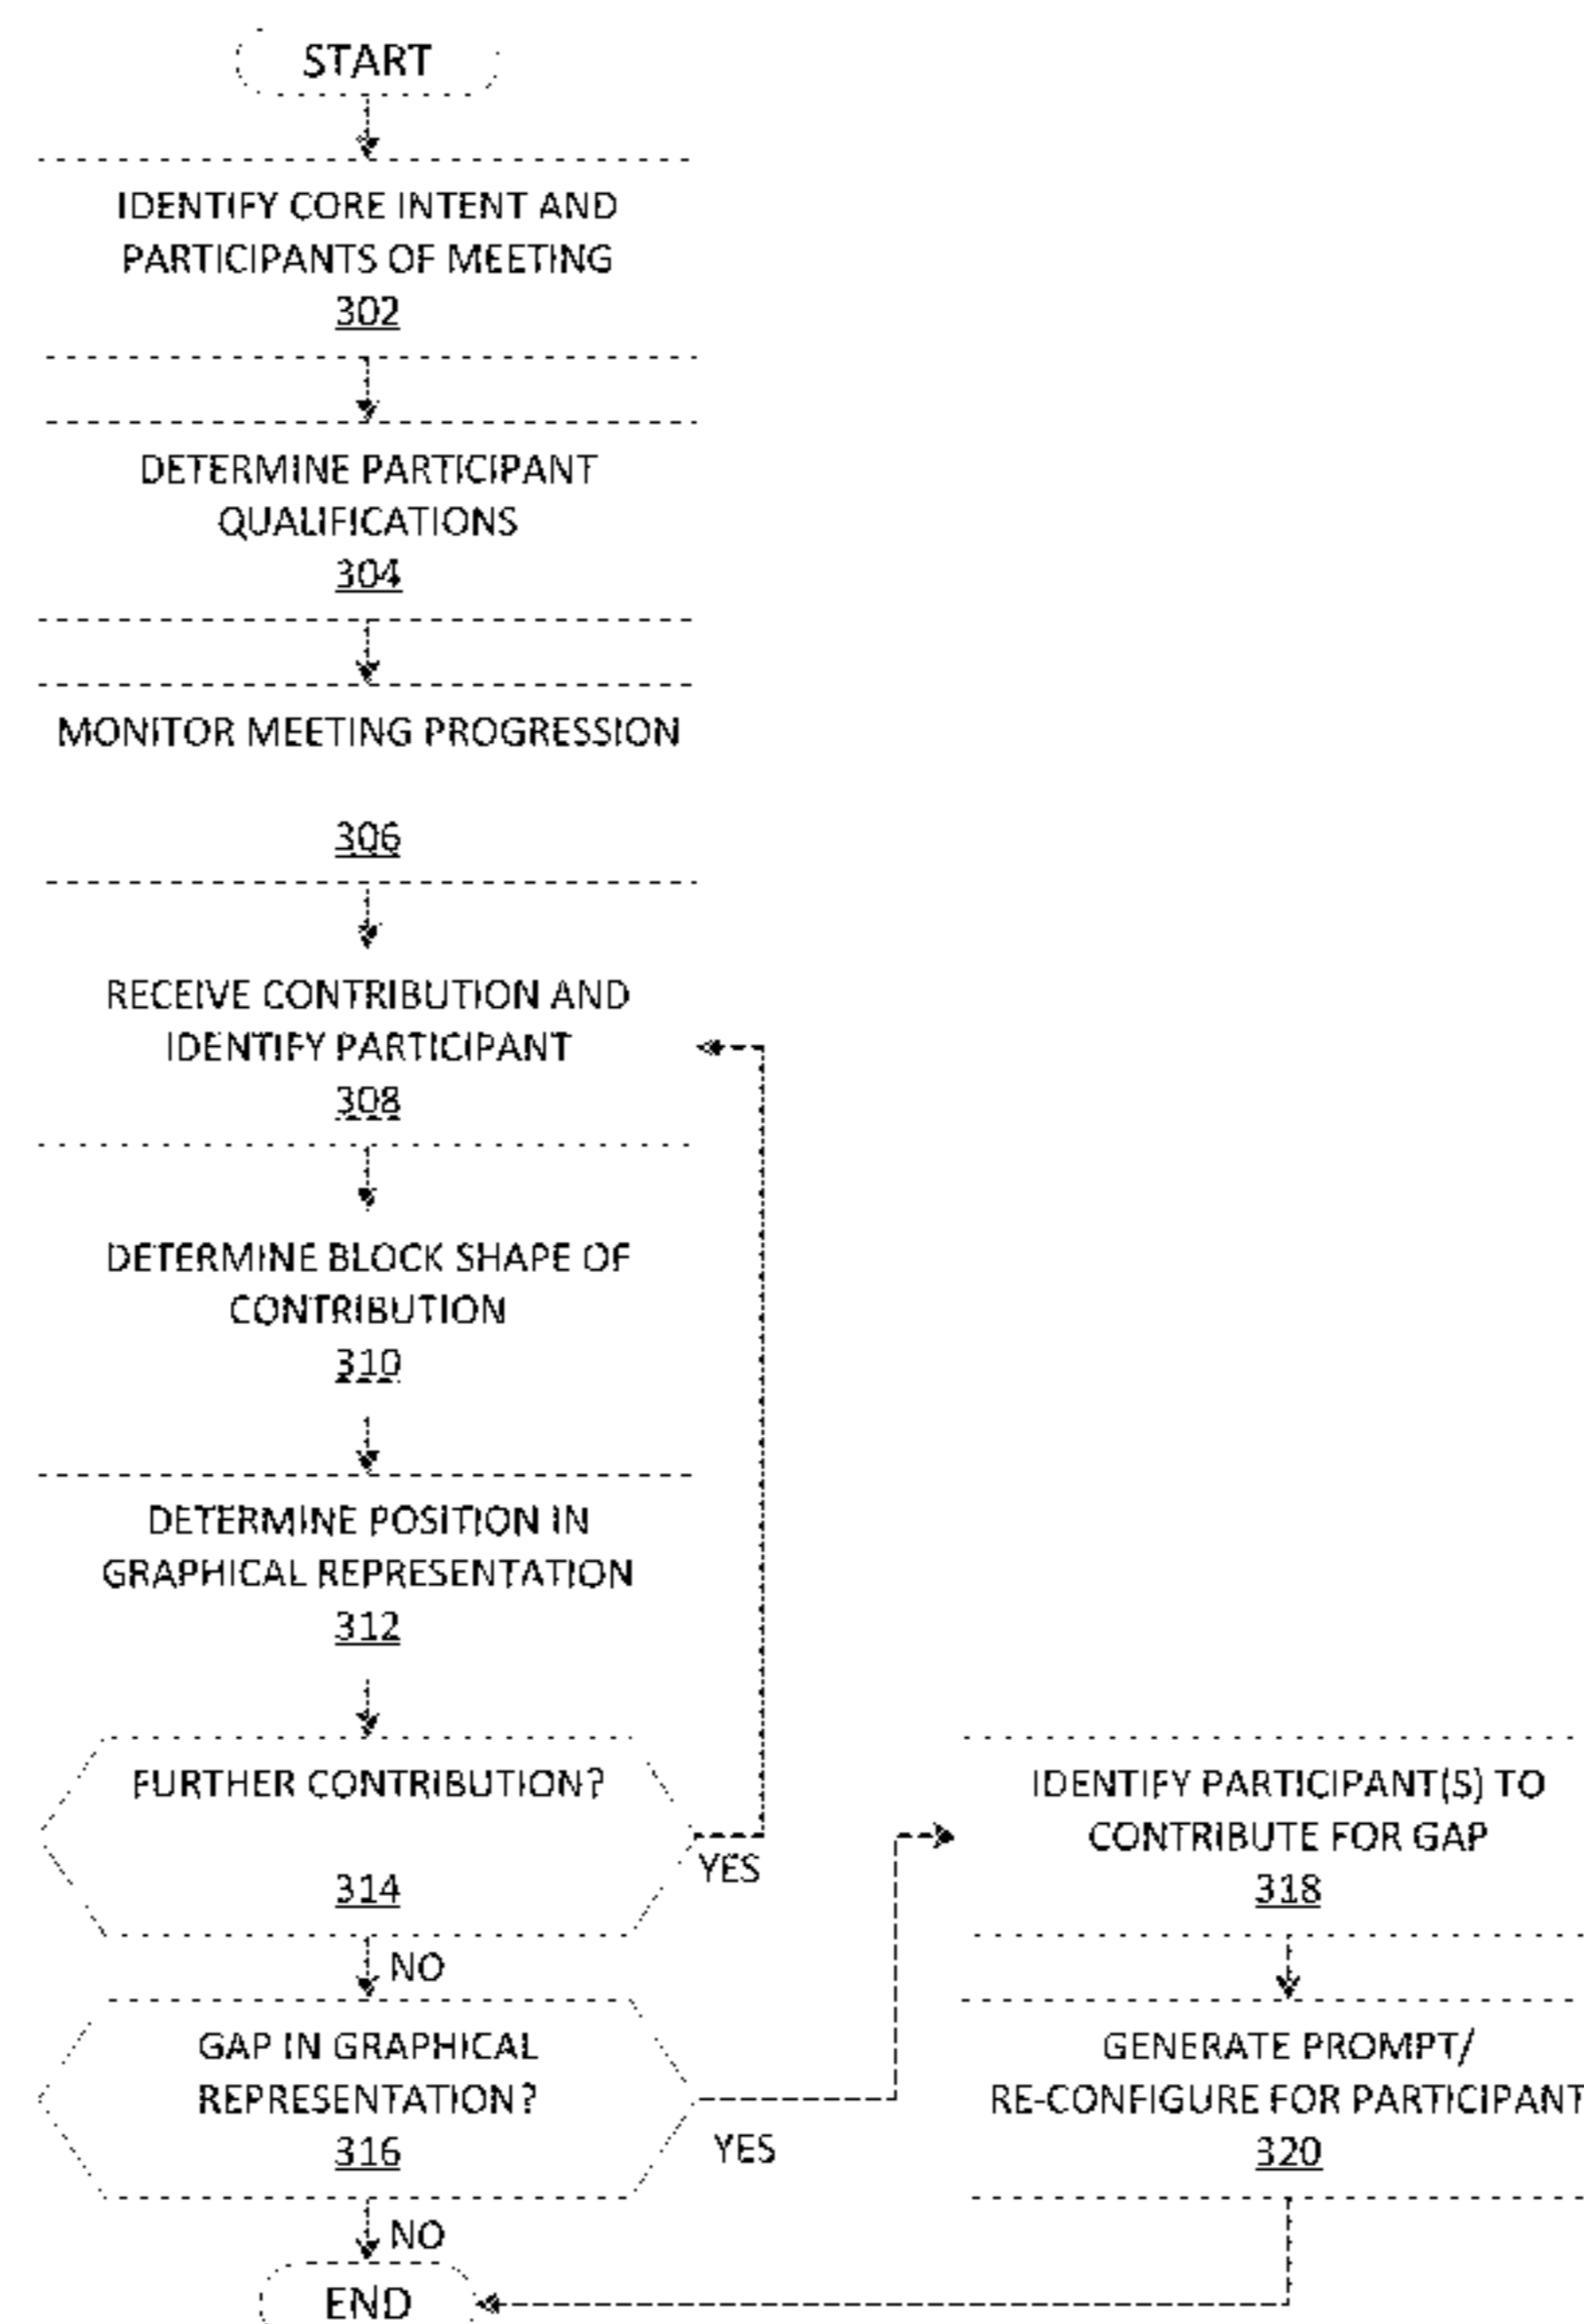 START
IDENTIFY CORE INTENT AND
PARTICIPANTS OF MEETING
302
DETERMINE PARTICIPANT
QUALIFICATIONS
304
MONITOR MEETING PROGRESSION
306
RECEIVE CONTRIBUTION AND
IDENTIFY PARTICIPANT
308
DETERMINE BLOCK SHAPE OF
CONTRIBUTION
310
DETERMINE POSITION IN
GRAPHICAL REPRESENTATION
312
FURTHER CONTRIBUTION?
314
YES
NO
GAP IN GRAPHICAL
REPRESENTATION?
316
YES
NO
IDENTIFY PARTICIPANT(S) TO
CONTRIBUTE FOR GAP
318
GENERATE PROMPT/
RE-CONFIGURE FOR PARTICIPANT
320
END